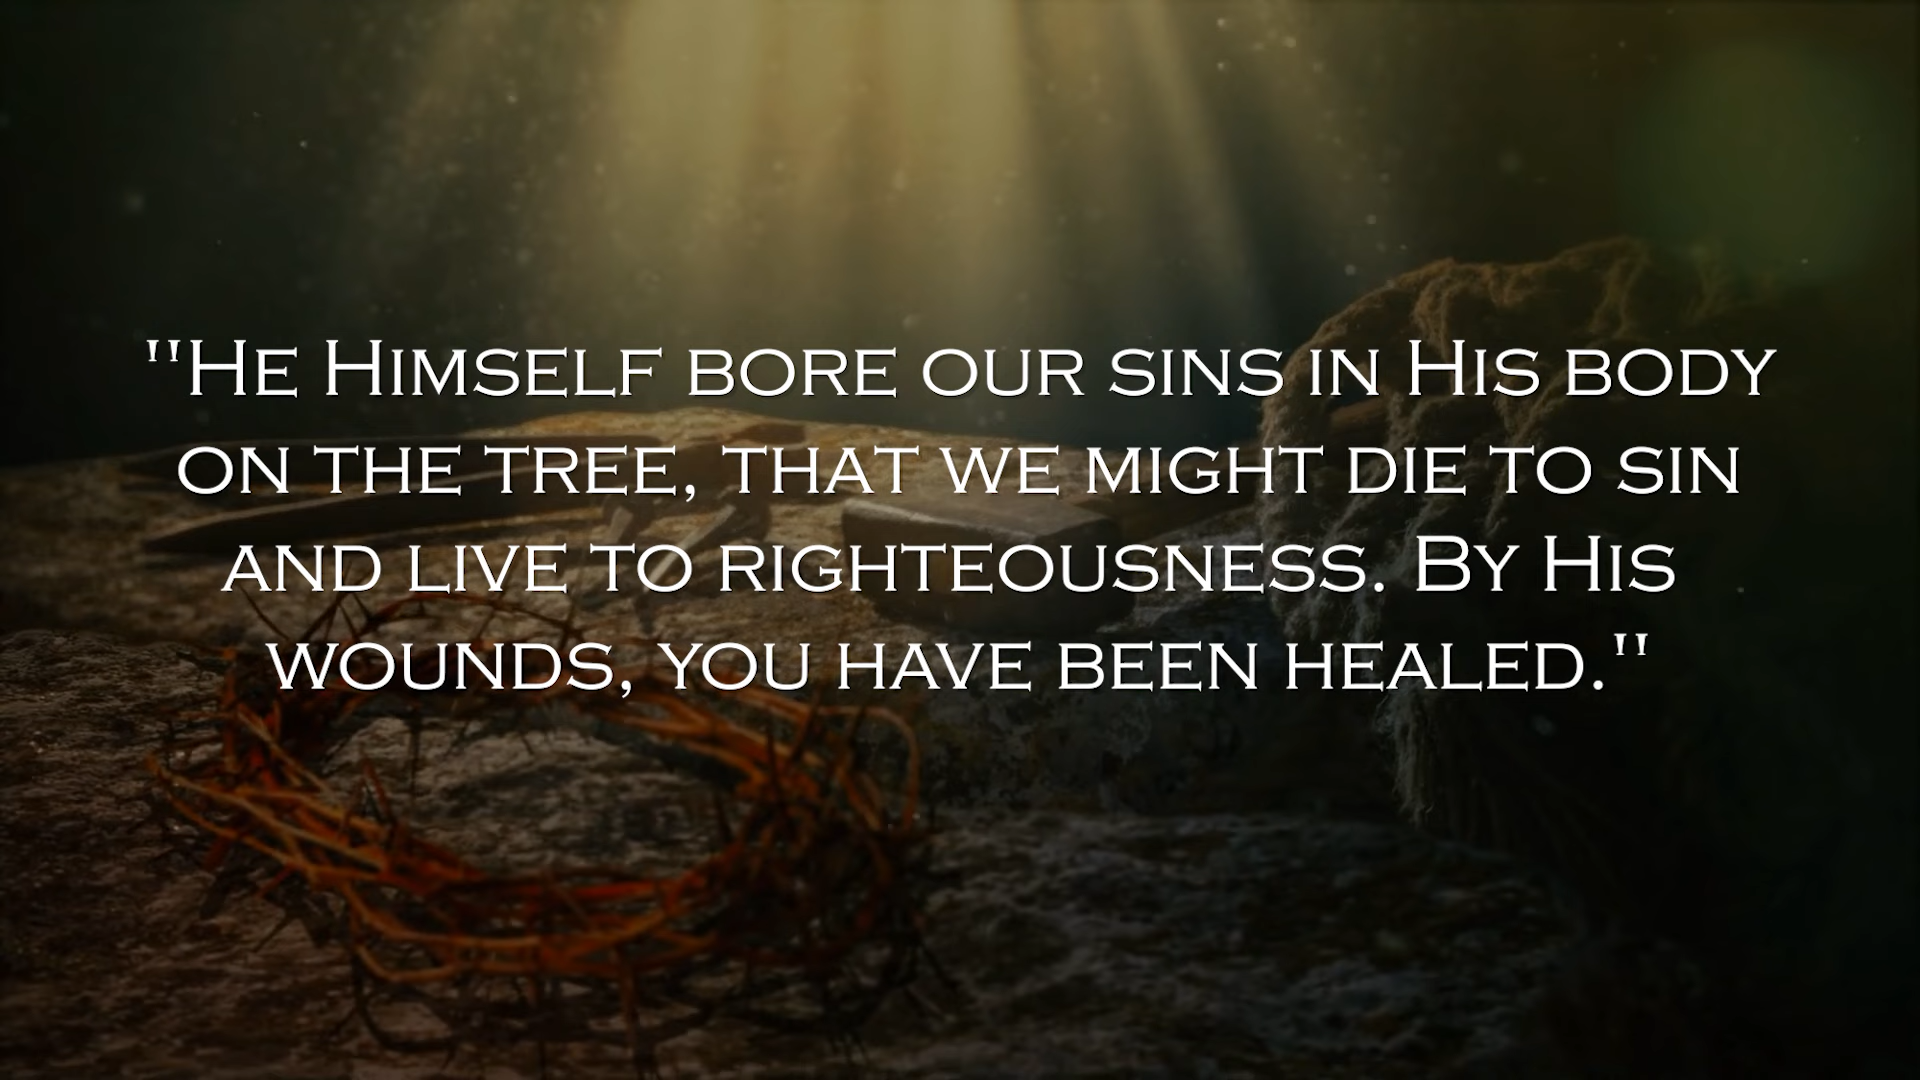 "He Himself bore our sins in His body
on the tree, that we might die to sin
and live to righteousness. By His
wounds, you have been healed."